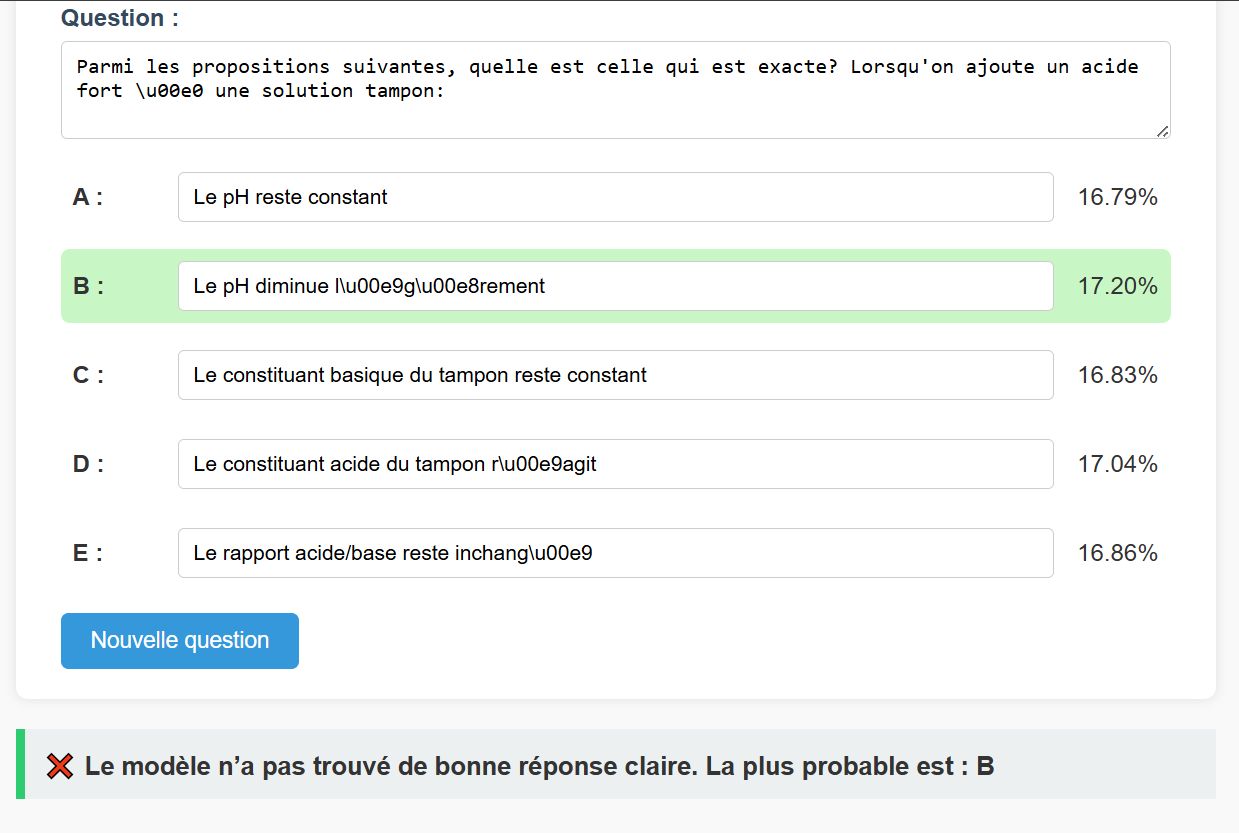 Question :
Parmi les propositions suivantes, quelle est celle qui est exacte? Lorsqu'on ajoute un acide
fort \u00e0 une solution tampon:
A : Le pH reste constant 16.79%
B : Le pH diminue l\u00e9g\u00e8rement 17.20%
C : Le constituant basique du tampon reste constant 16.83%
D : Le constituant acide du tampon r\u00e9agit 17.04%
E : Le rapport acide/base reste inchang\u00e9 16.86%
Nouvelle question
❌ Le modèle n’a pas trouvé de bonne réponse claire. La plus probable est : B